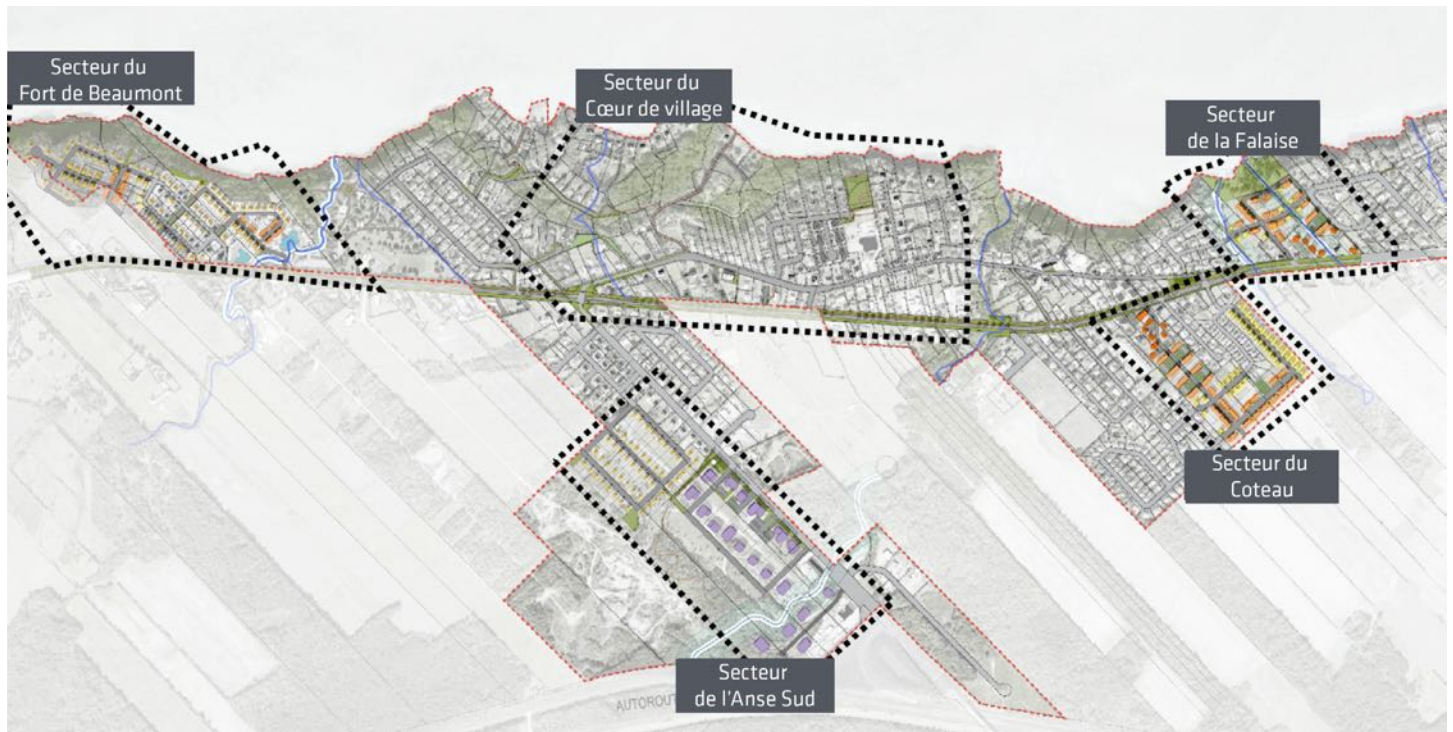 Secteur du
Fort de Beaumont
Secteur du
Cœur de village
Secteur
de la Falaise
Secteur du
Coteau
Secteur
de l'Anse Sud